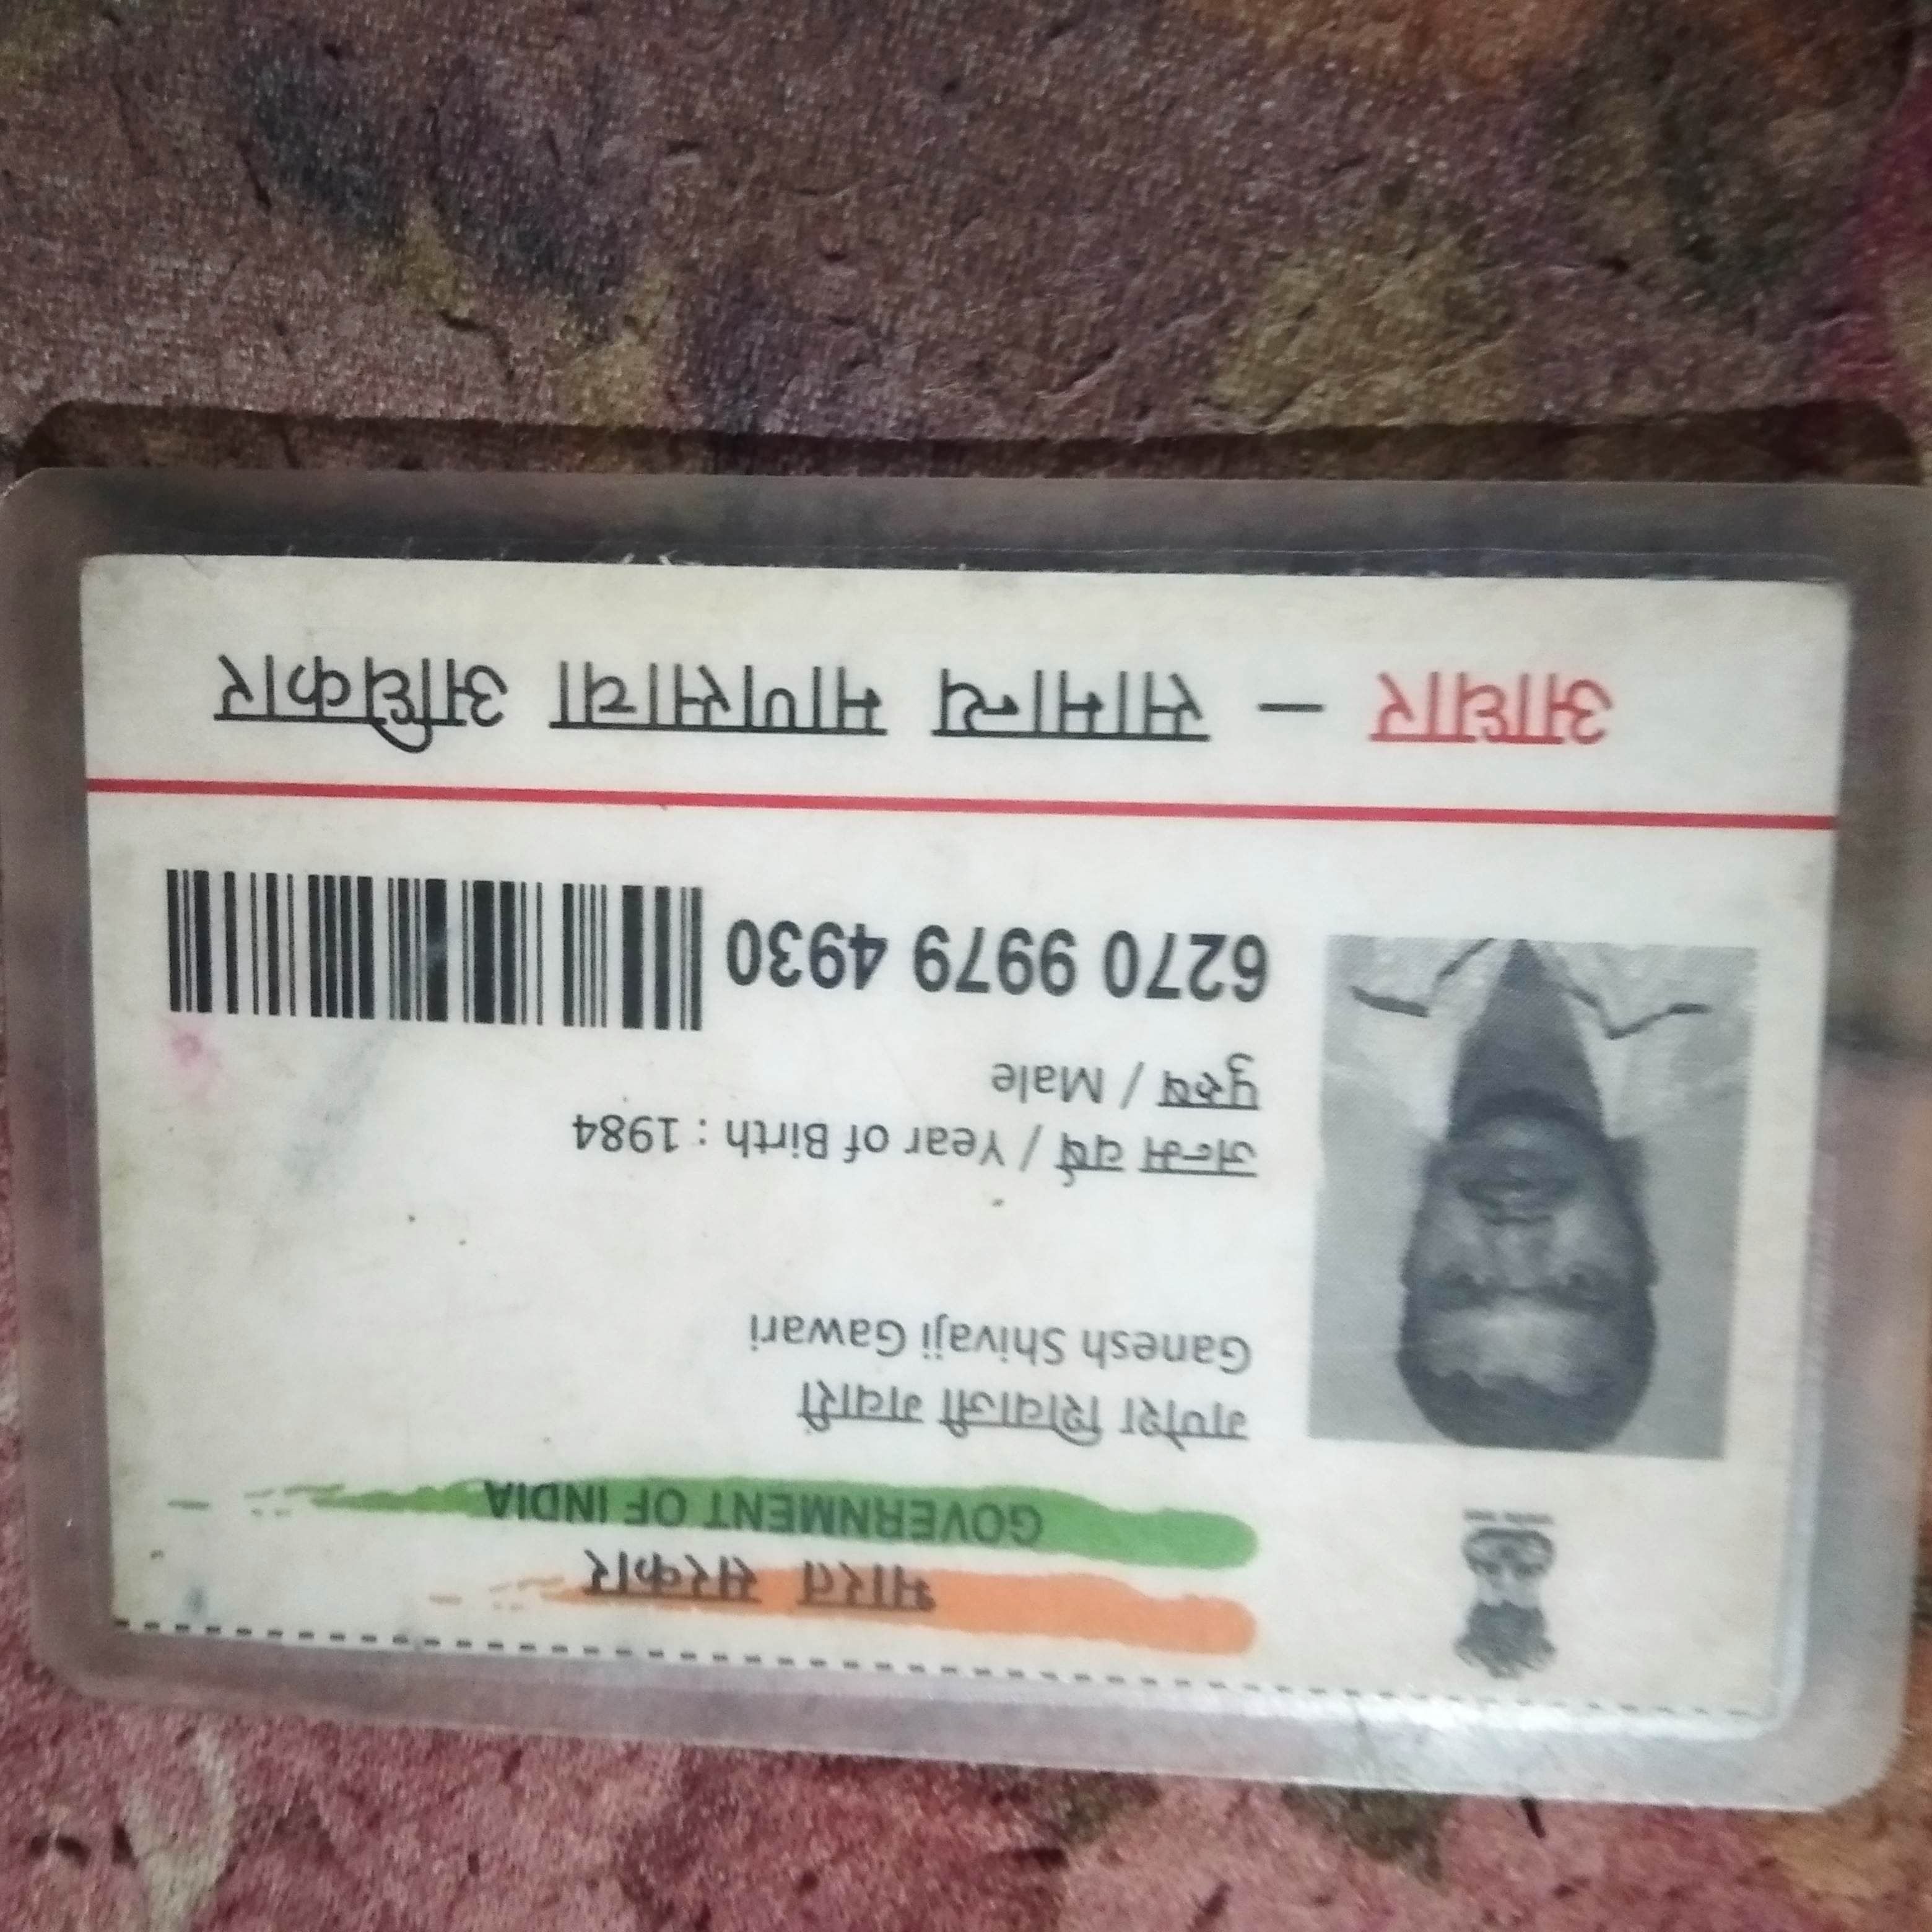 भारत सरकार
GOVERNMENT OF INDIA
गणेश शिवाजी गवारी
Ganesh Shivaji Gawari
जन्म वर्ष / Year of Birth : 1984
पुरुष / Male
6270 9979 4930
आधार – सामान्य माणसाचा अधिकार